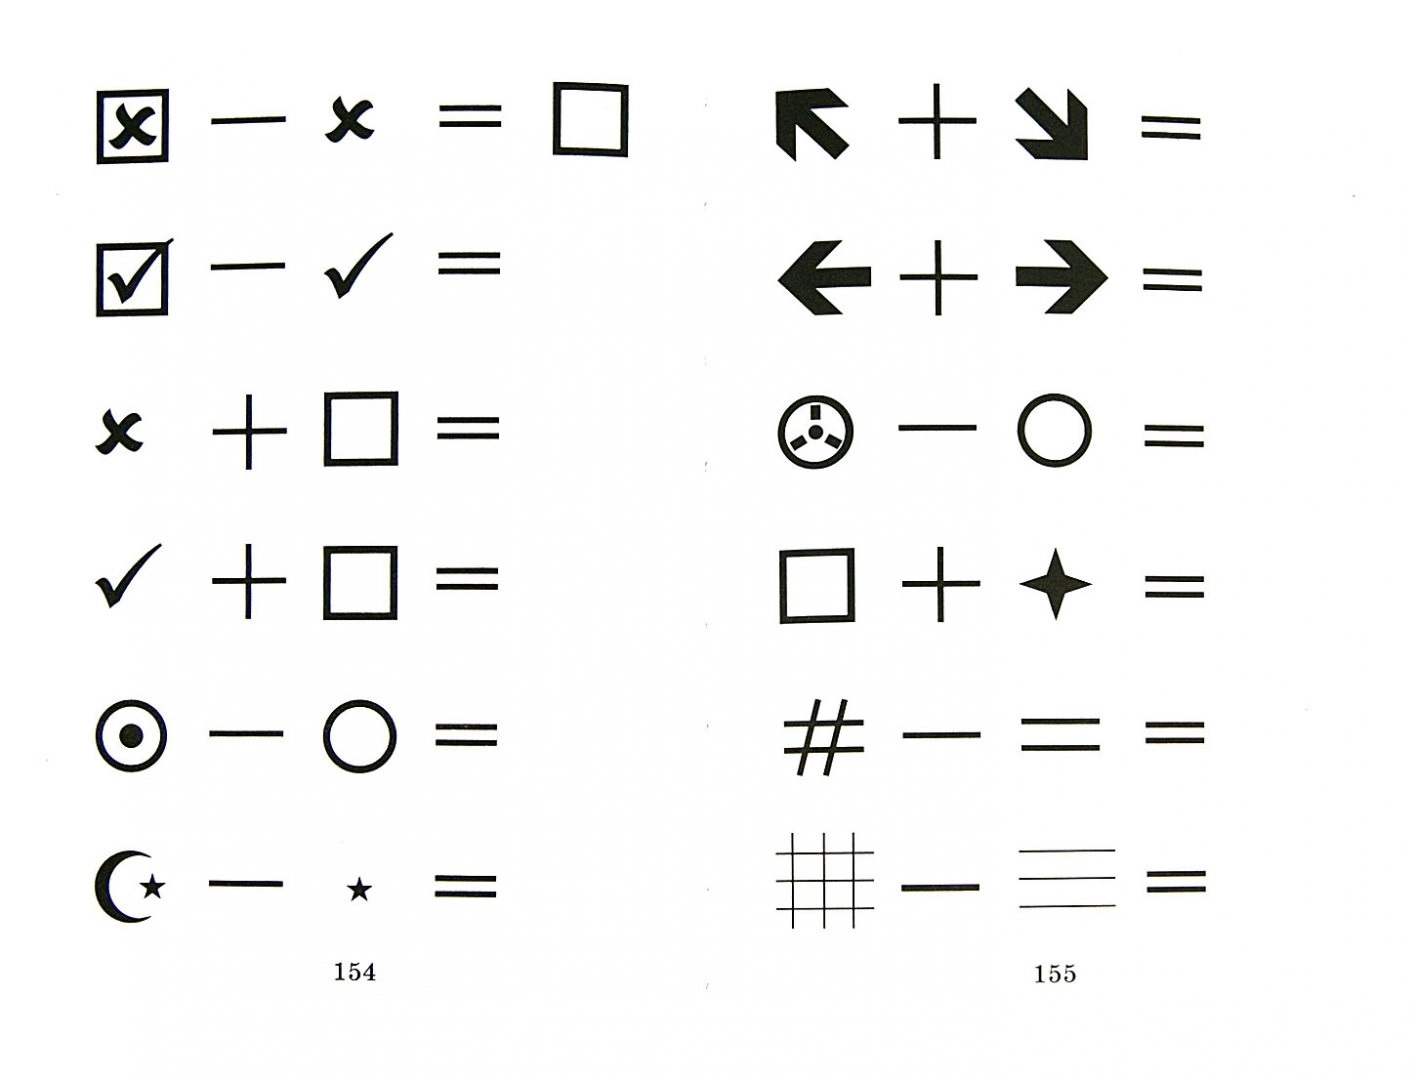 🗷 — ✘ = □
🗹 — ✓ =
✘ + □ =
✓ + □ =
⊙ — ○ =
☪ — ★ =
154
🡼 + 🡾 =
🡸 + 🡺 =
✇ — ○ =
□ + ✦ =
# — = =
▦ — ☰ =
155